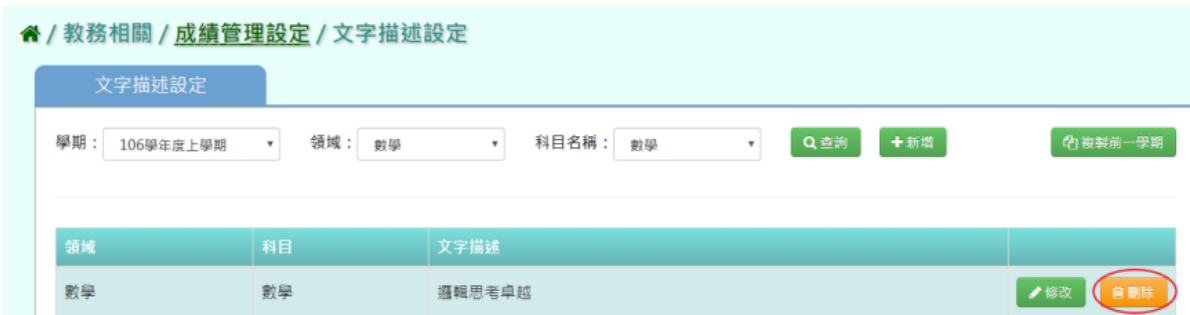 / 教務相關 / 成績管理設定 / 文字描述設定
文字描述設定
學期： 106學年度上學期 領域： 數學 科目名稱： 數學 查詢 新增 複製前一學期
領域 科目 文字描述
數學 數學 邏輯思考卓越 修改 刪除